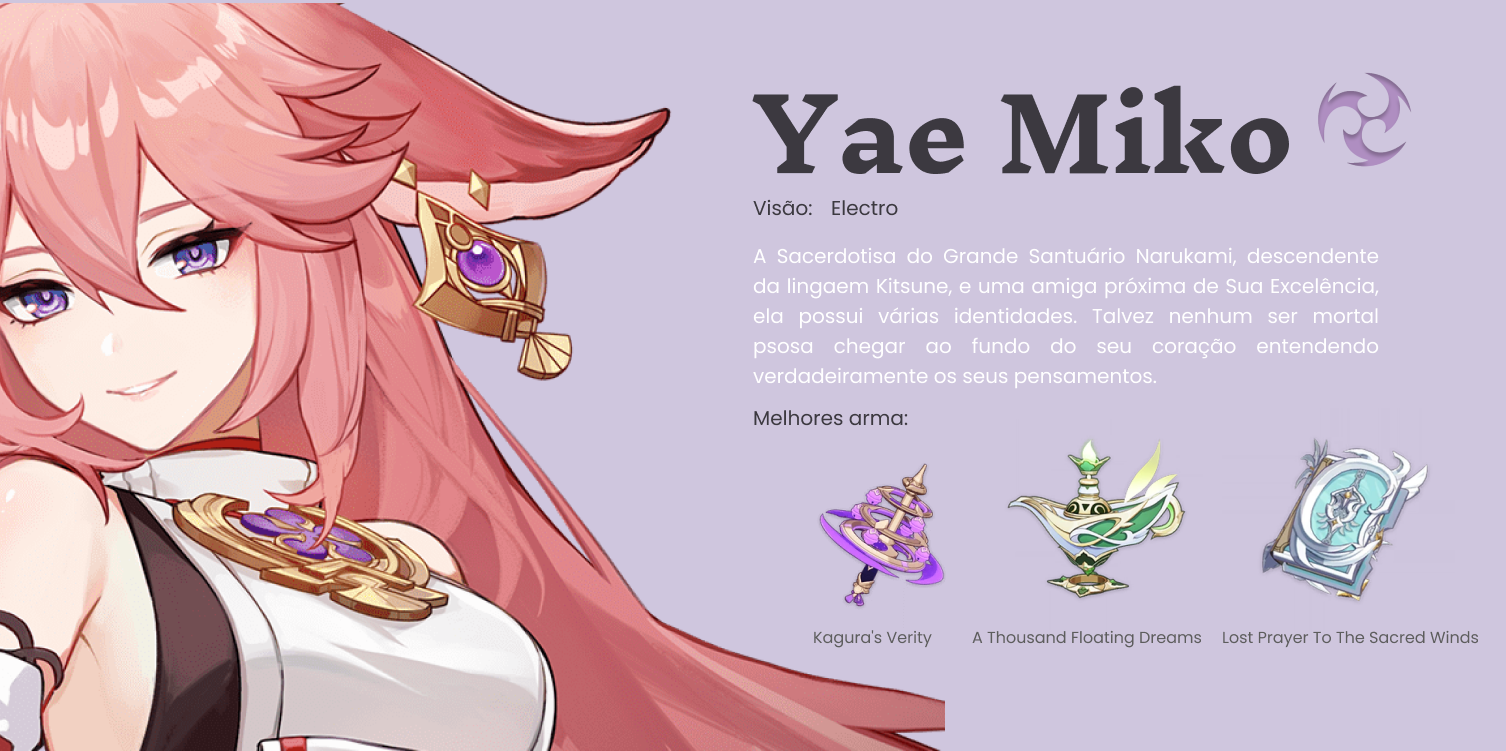 Yae Miko
Visão: Electro
A Sacerdotisa do Grande Santuário Narukami, descendente
da lingaem Kitsune, e uma amiga próxima de Sua Excelência,
ela possui várias identidades. Talvez nenhum ser mortal
psosa chegar ao fundo do seu coração entendendo
verdadeiramente os seus pensamentos.
Melhores arma:
Kagura's Verity
A Thousand Floating Dreams
Lost Prayer To The Sacred Winds